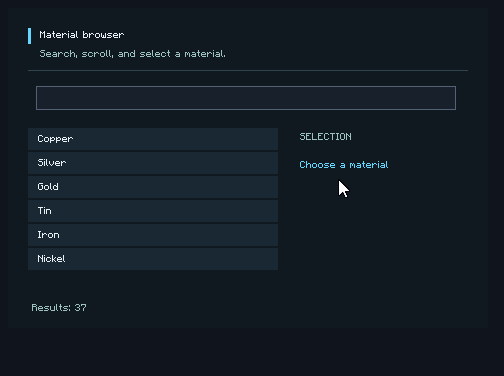 Material browser
Search, scroll, and select a material.
Copper
Silver
Gold
Tin
Iron
Nickel
SELECTION
Choose a material
Results: 37